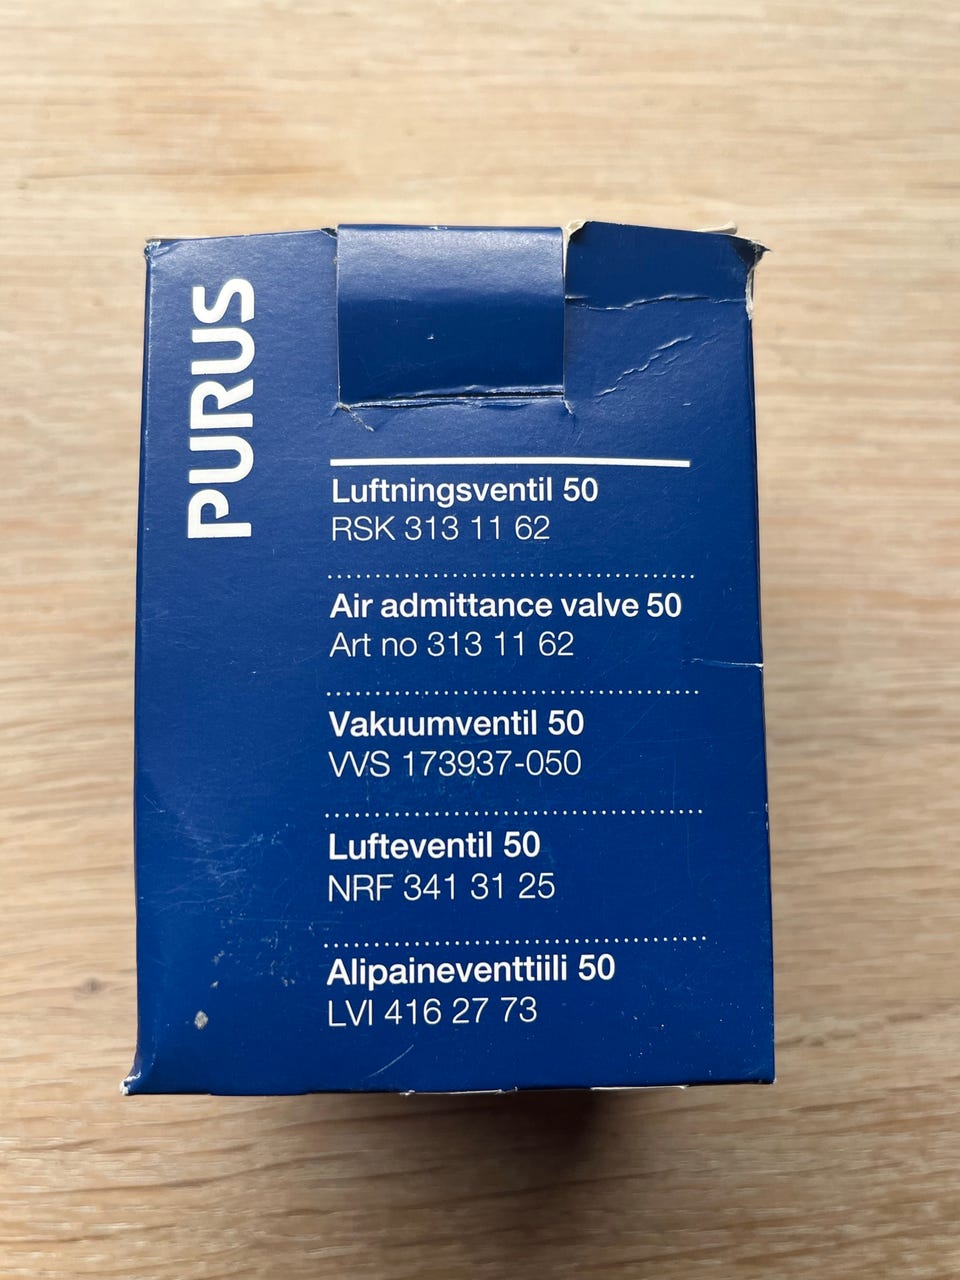 PURUS
Luftningsventil 50
RSK 313 11 62
Air admittance valve 50
Art no 313 11 62
Vakuumventil 50
VVS 173937-050
Lufteventil 50
NRF 341 31 25
Alipaineventtiili 50
LVI 416 27 73